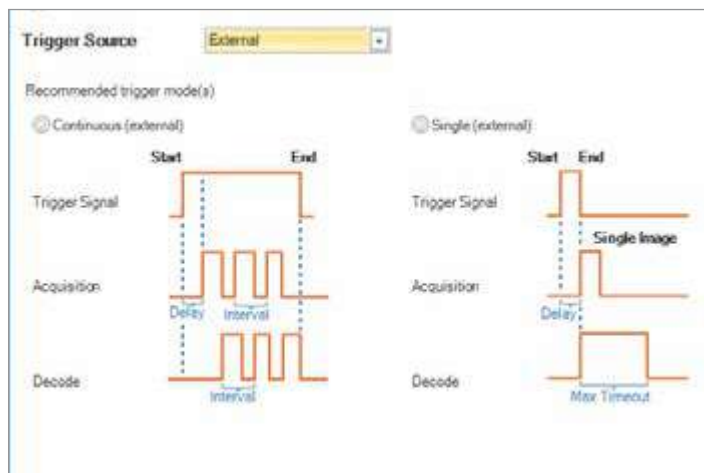 Trigger Source External
Recommended trigger mode(s)
Continuous (external)
Start End
Trigger Signal
Acquisition
Delay Interval
Decode
Interval
Single (external)
Start End
Trigger Signal
Single Image
Acquisition
Delay
Decode
Max Timeout